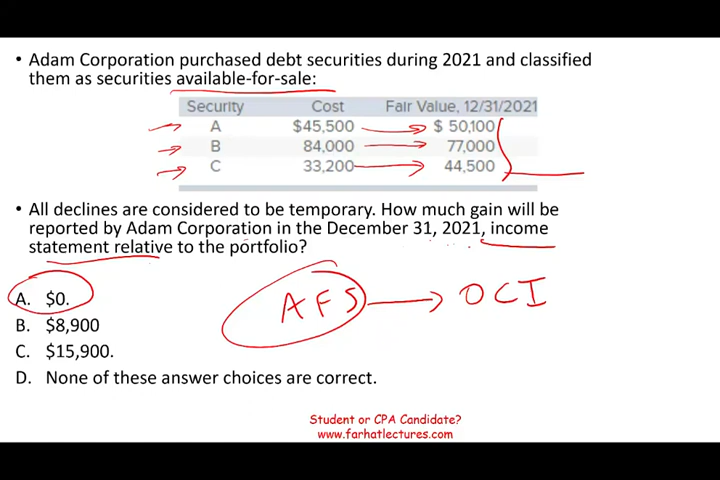 • Adam Corporation purchased debt securities during 2021 and classified
them as securities available-for-sale:
Security Cost Fair Value, 12/31/2021
A $45,500 $ 50,100
B 84,000 77,000
C 33,200 44,500
• All declines are considered to be temporary. How much gain will be
reported by Adam Corporation in the December 31, 2021, income
statement relative to the portfolio?
A. $0.
B. $8,900
C. $15,900.
D. None of these answer choices are correct.
AFS → OCI
Student or CPA Candidate?
www.farhatlectures.com